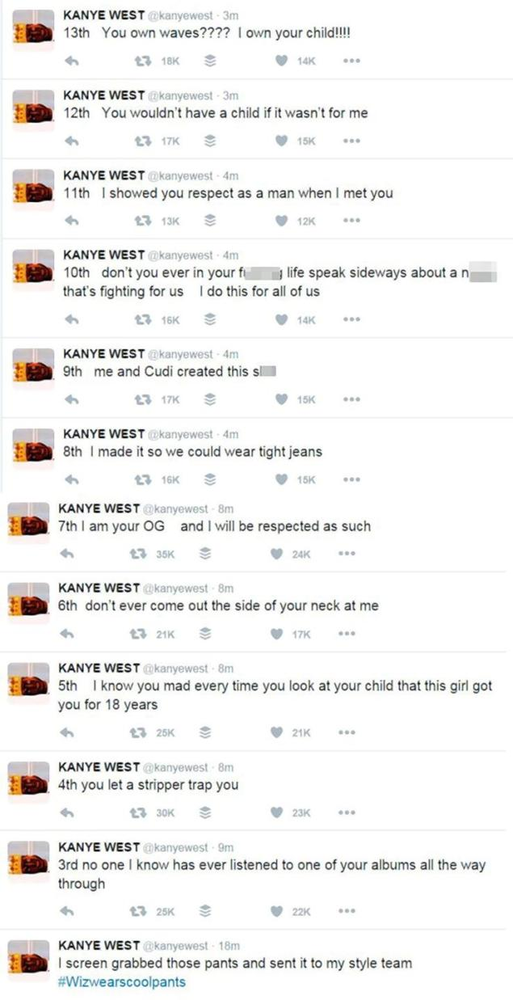 KANYE WEST @kanyewest · 3m
13th You own waves???? I own your child!!!!
18K 14K
KANYE WEST @kanyewest · 3m
12th You wouldn't have a child if it wasn't for me
17K 15K
KANYE WEST @kanyewest · 4m
11th I showed you respect as a man when I met you
13K 12K
KANYE WEST @kanyewest · 4m
10th don't you ever in your life speak sideways about a
that's fighting for us I do this for all of us
16K 14K
KANYE WEST @kanyewest · 4m
9th me and Cudi created this
17K 15K
KANYE WEST @kanyewest · 4m
8th I made it so we could wear tight jeans
16K 15K
KANYE WEST @kanyewest · 8m
7th I am your OG and I will be respected as such
35K 24K
KANYE WEST @kanyewest · 8m
6th don't ever come out the side of your neck at me
21K 17K
KANYE WEST @kanyewest · 8m
5th I know you mad every time you look at your child that this girl got
you for 18 years
25K 21K
KANYE WEST @kanyewest · 8m
4th you let a stripper trap you
30K 23K
KANYE WEST @kanyewest · 9m
3rd no one I know has ever listened to one of your albums all the way
through
25K 22K
KANYE WEST @kanyewest · 18m
I screen grabbed those pants and sent it to my style team
#Wizwearscoolpants